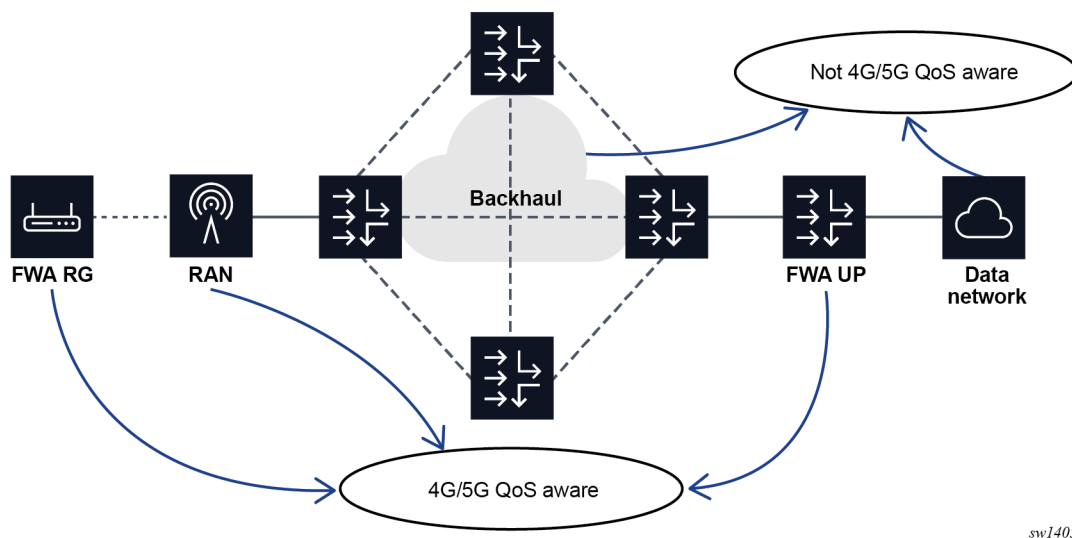 Not 4G/5G QoS aware
Backhaul
FWA RG
RAN
FWA UP
Data
network
4G/5G QoS aware